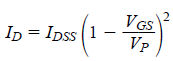 I_D = I_DSS (1 − V_GS / V_P)²